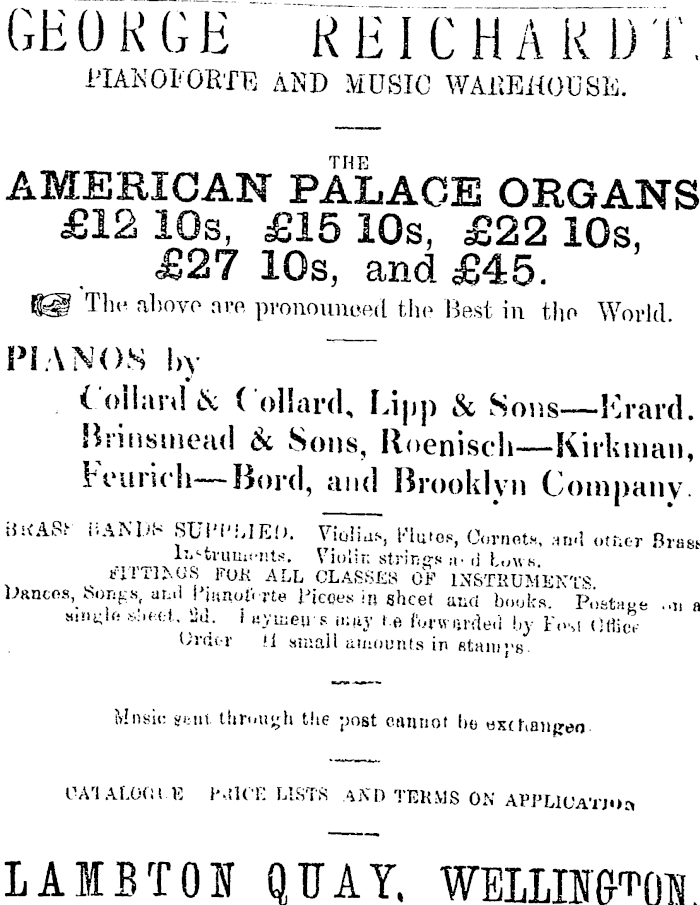 GEORGE REICHARDT.
PIANOFORTE AND MUSIC WAREHOUSE.
THE
AMERICAN PALACE ORGANS
£12 10s, £15 10s, £22 10s,
£27 10s, and £45.
The above are pronounced the Best in the World.
PIANOS by
Collard & Collard, Lipp & Sons—Erard.
Brinsmead & Sons, Roenisch—Kirkman,
Feurich—Bord, and Brooklyn Company.
BRASS BANDS SUPPLIED. Violins, Flutes, Cornets, and other Brass
Instruments. Violin strings and bows.
FITTINGS FOR ALL CLASSES OF INSTRUMENTS.
Dances, Songs, and Pianoforte Pieces in sheet and books. Postage on a
single sheet, 2d. Payments may be forwarded by Post Office
Order small amounts in stamps.
Music sent through the post cannot be exchanged.
CATALOGUE PRICE LISTS AND TERMS ON APPLICATION
LAMBTON QUAY, WELLINGTON.